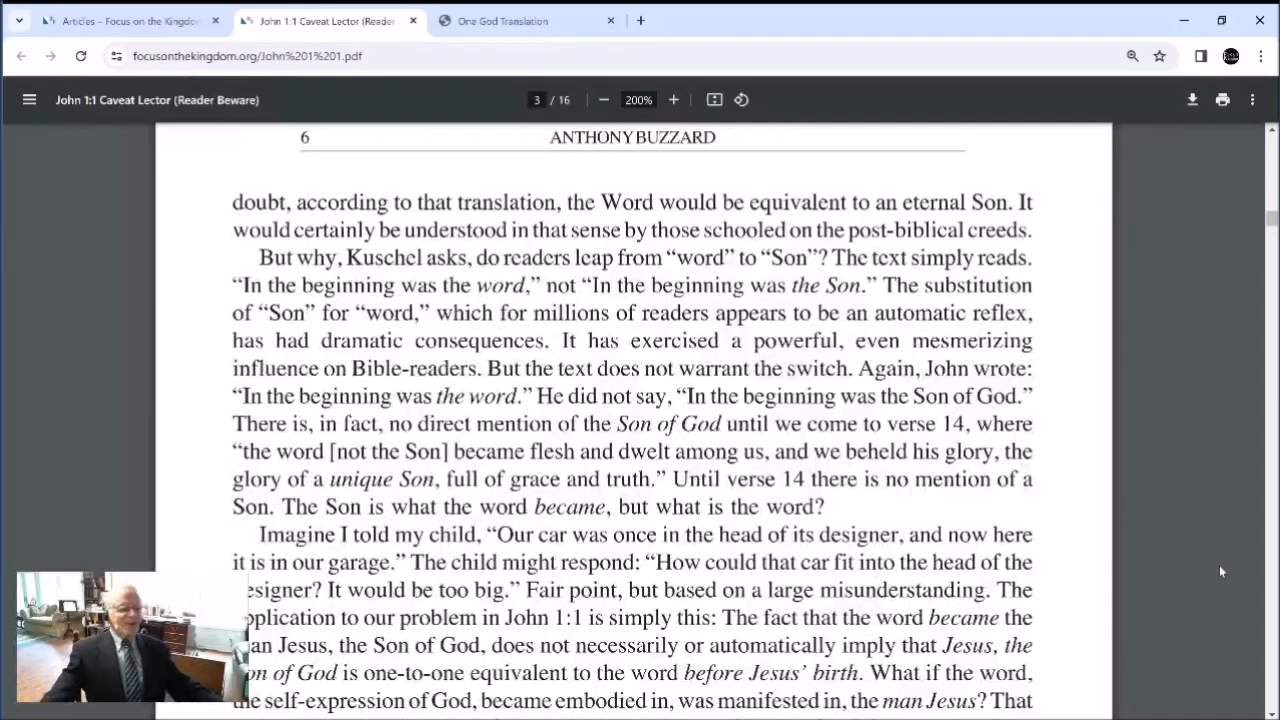 Articles – Focus on the Kingdo
John 1:1 Caveat Lector (Reader
One God Translation
focusonthekingdom.org/John%201%201.pdf
John 1:1 Caveat Lector (Reader Beware)
3 / 16
200%
6 ANTHONY BUZZARD
doubt, according to that translation, the Word would be equivalent to an eternal Son. It
would certainly be understood in that sense by those schooled on the post-biblical creeds.
But why, Kuschel asks, do readers leap from “word” to “Son”? The text simply reads.
“In the beginning was the word,” not “In the beginning was the Son.” The substitution
of “Son” for “word,” which for millions of readers appears to be an automatic reflex,
has had dramatic consequences. It has exercised a powerful, even mesmerizing
influence on Bible-readers. But the text does not warrant the switch. Again, John wrote:
“In the beginning was the word.” He did not say, “In the beginning was the Son of God.”
There is, in fact, no direct mention of the Son of God until we come to verse 14, where
“the word [not the Son] became flesh and dwelt among us, and we beheld his glory, the
glory of a unique Son, full of grace and truth.” Until verse 14 there is no mention of a
Son. The Son is what the word became, but what is the word?
Imagine I told my child, “Our car was once in the head of its designer, and now here
it is in our garage.” The child might respond: “How could that car fit into the head of the
esigner? It would be too big.” Fair point, but based on a large misunderstanding. The
pplication to our problem in John 1:1 is simply this: The fact that the word became the
an Jesus, the Son of God, does not necessarily or automatically imply that Jesus, the
on of God is one-to-one equivalent to the word before Jesus’ birth. What if the word,
the self-expression of God, became embodied in, was manifested in, the man Jesus? That